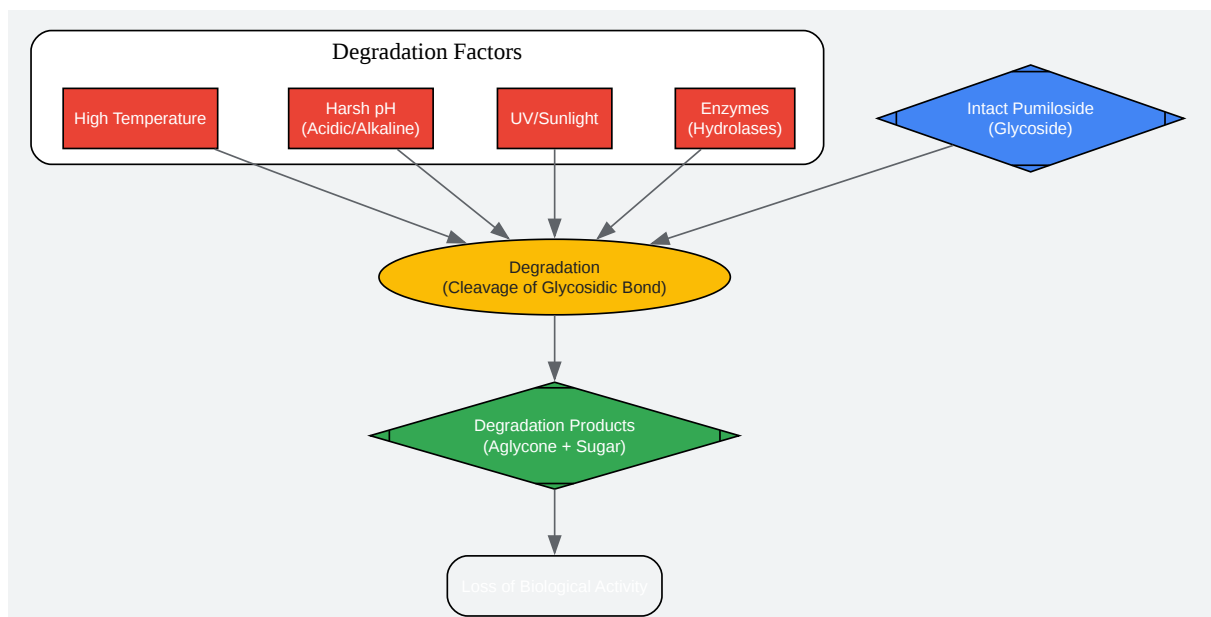 Degradation Factors
High Temperature
Harsh pH
(Acidic/Alkaline)
UV/Sunlight
Enzymes
(Hydrolases)
Intact Pumiloside
(Glycoside)
Degradation
(Cleavage of Glycosidic Bond)
Degradation Products
(Aglycone + Sugar)
Loss of Biological Activity